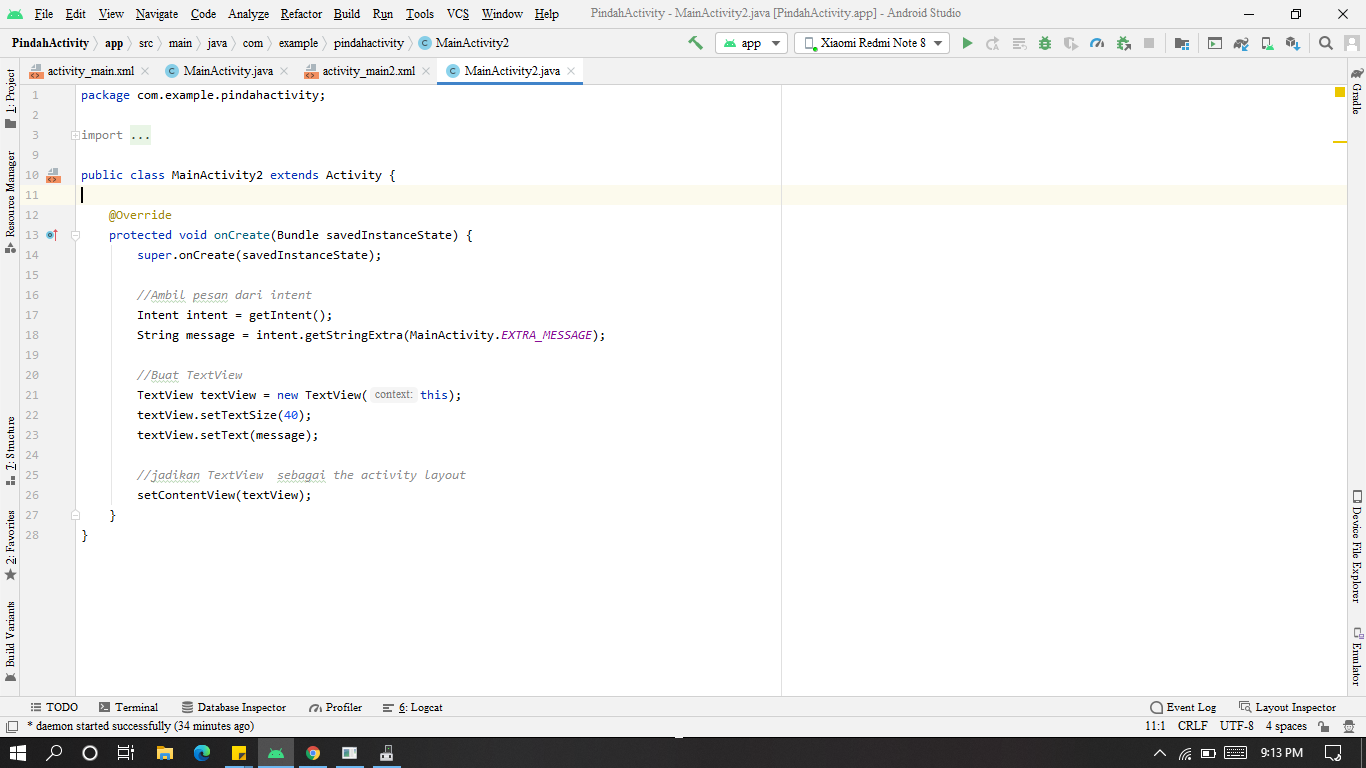 File Edit View Navigate Code Analyze Refactor Build Run Tools VCS Window Help PindahActivity - MainActivity2.java [PindahActivity.app] - Android Studio
PindahActivity app src main java com example pindahactivity MainActivity2 app Xiaomi Redmi Note 8
activity_main.xml MainActivity.java activity_main2.xml MainActivity2.java
1: Project
Resource Manager
7: Structure
2: Favorites
Build Variants
1 package com.example.pindahactivity;
2
3 import ...
9
10 public class MainActivity2 extends Activity {
11
12 @Override
13 protected void onCreate(Bundle savedInstanceState) {
14 super.onCreate(savedInstanceState);
15
16 //Ambil pesan dari intent
17 Intent intent = getIntent();
18 String message = intent.getStringExtra(MainActivity.EXTRA_MESSAGE);
19
20 //Buat TextView
21 TextView textView = new TextView( context: this);
22 textView.setTextSize(40);
23 textView.setText(message);
24
25 //jadikan TextView  sebagai the activity layout
26 setContentView(textView);
27 }
28 }
Gradle
Device File Explorer
Emulator
TODO Terminal Database Inspector Profiler 6: Logcat Event Log Layout Inspector
* daemon started successfully (34 minutes ago) 11:1 CRLF UTF-8 4 spaces
9:13 PM